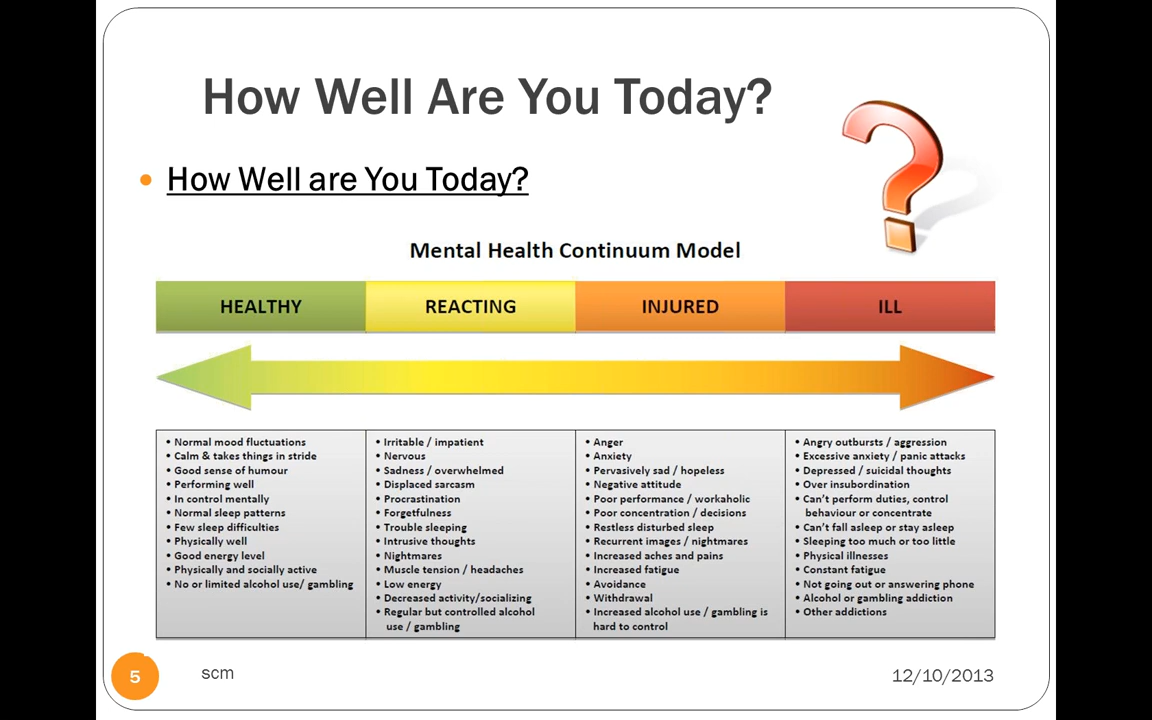 How Well Are You Today?
• How Well are You Today?
Mental Health Continuum Model
HEALTHY
REACTING
INJURED
ILL
• Normal mood fluctuations
• Calm & takes things in stride
• Good sense of humour
• Performing well
• In control mentally
• Normal sleep patterns
• Few sleep difficulties
• Physically well
• Good energy level
• Physically and socially active
• No or limited alcohol use/ gambling
• Irritable / impatient
• Nervous
• Sadness / overwhelmed
• Displaced sarcasm
• Procrastination
• Forgetfulness
• Trouble sleeping
• Intrusive thoughts
• Nightmares
• Muscle tension / headaches
• Low energy
• Decreased activity/socializing
• Regular but controlled alcohol
use / gambling
• Anger
• Anxiety
• Pervasively sad / hopeless
• Negative attitude
• Poor performance / workaholic
• Poor concentration / decisions
• Restless disturbed sleep
• Recurrent images / nightmares
• Increased aches and pains
• Increased fatigue
• Avoidance
• Withdrawal
• Increased alcohol use / gambling is
hard to control
• Angry outbursts / aggression
• Excessive anxiety / panic attacks
• Depressed / suicidal thoughts
• Over insubordination
• Can't perform duties, control
behaviour or concentrate
• Can't fall asleep or stay asleep
• Sleeping too much or too little
• Physical illnesses
• Constant fatigue
• Not going out or answering phone
• Alcohol or gambling addiction
• Other addictions
5
scm
12/10/2013